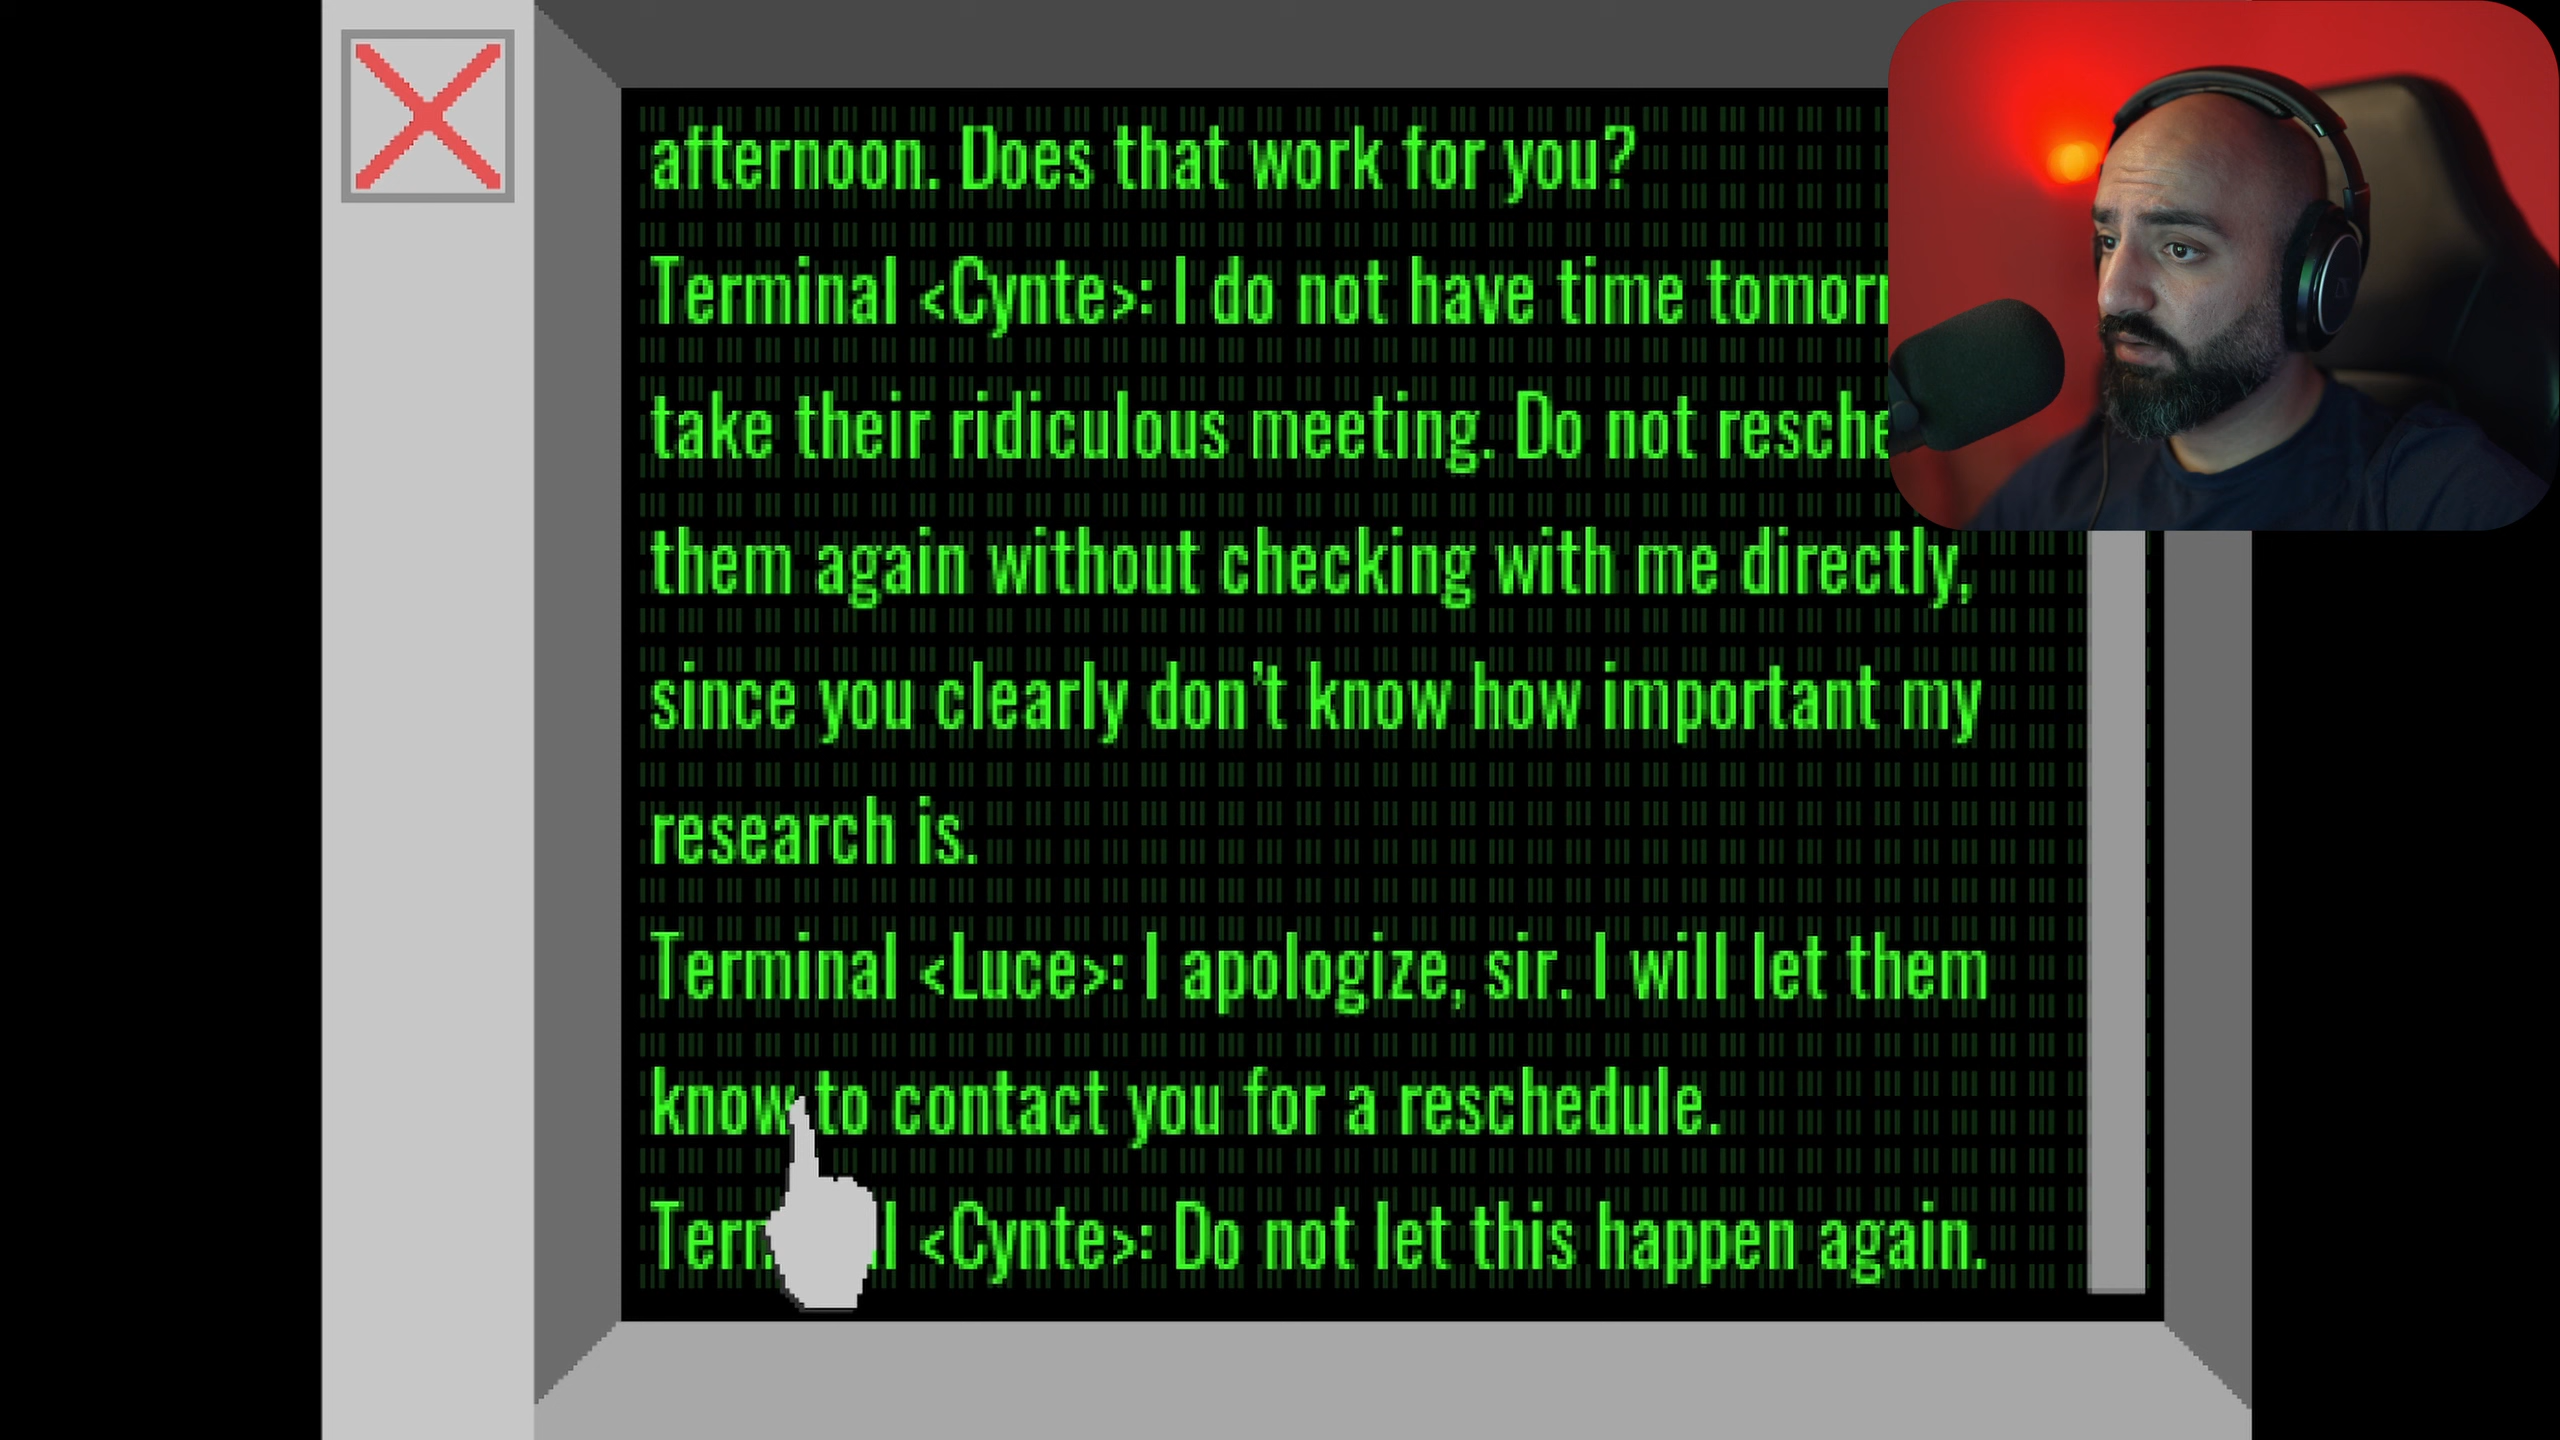 afternoon. Does that work for you?
Terminal <Cynte>: I do not have time
take their ridiculous meeting. Do not
them again without checking with me directly,
since you clearly don't know how important my
research is.
Terminal <Luce>: I apologize, sir. I will let them
know to contact you for a reschedule.
<Cynte>: Do not let this happen again.